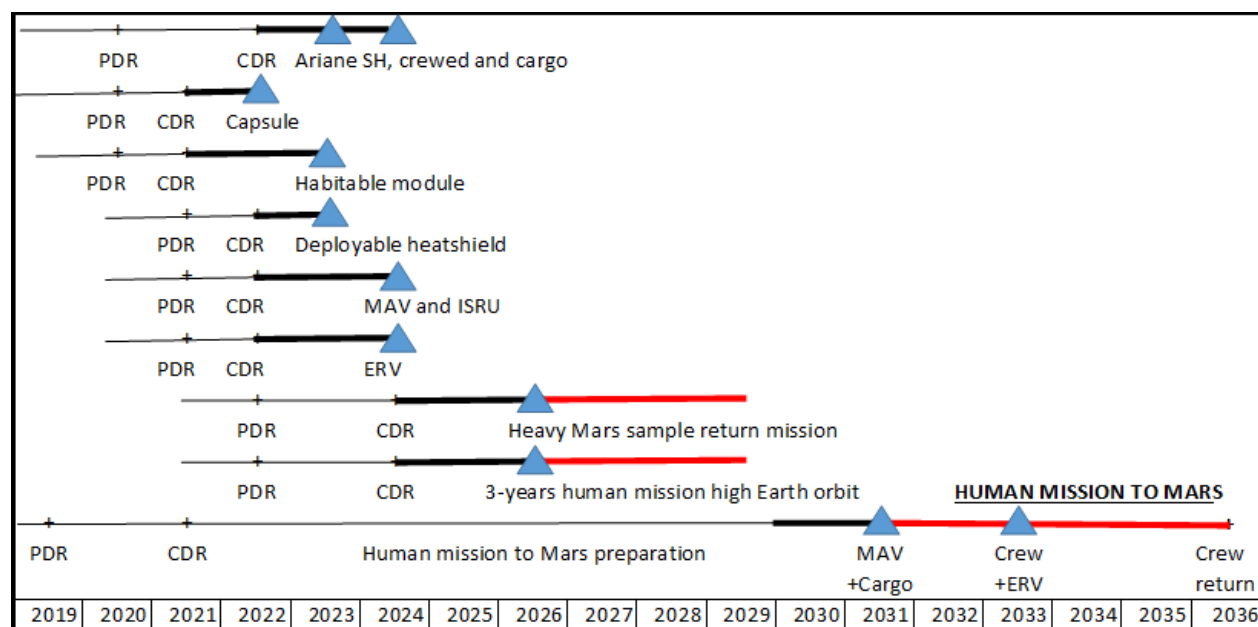 PDR CDR Ariane SH, crewed and cargo
PDR CDR Capsule
PDR CDR Habitable module
PDR CDR Deployable heatshield
PDR CDR MAV and ISRU
PDR CDR ERV
PDR CDR Heavy Mars sample return mission
PDR CDR 3-years human mission high Earth orbit HUMAN MISSION TO MARS
PDR CDR Human mission to Mars preparation MAV Crew Crew
+Cargo +ERV return
2019 2020 2021 2022 2023 2024 2025 2026 2027 2028 2029 2030 2031 2032 2033 2034 2035 2036